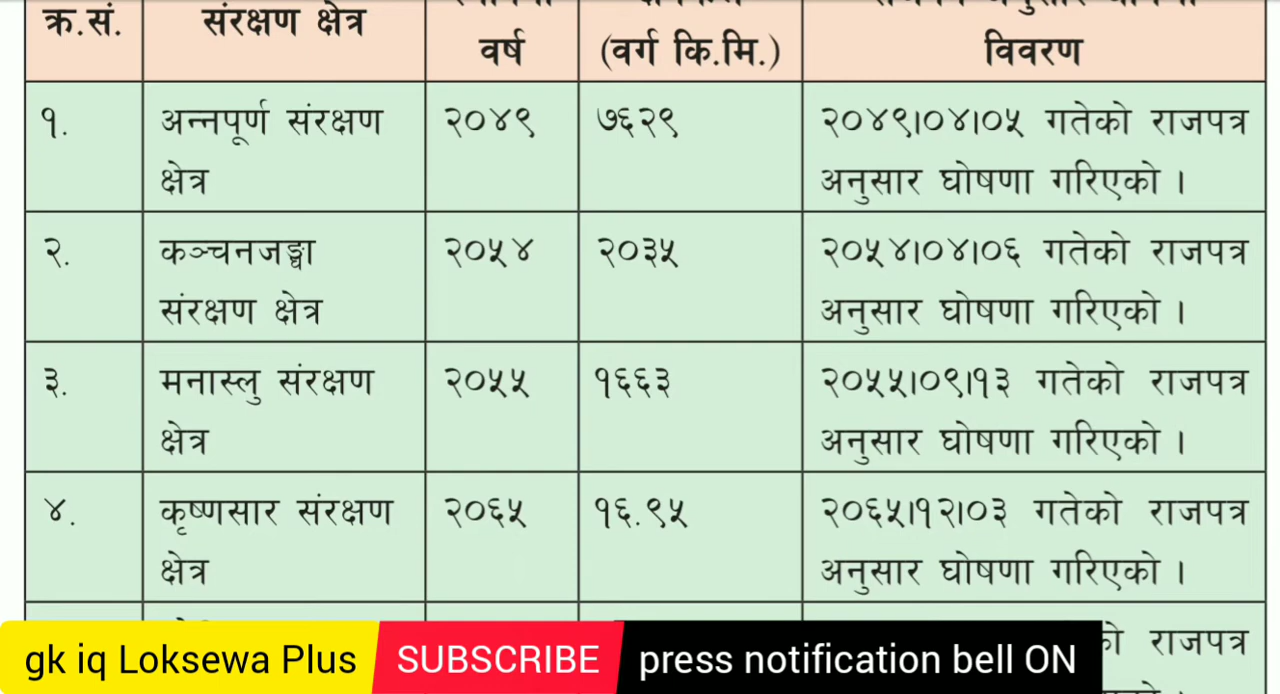 क्र.सं.
संरक्षण क्षेत्र
वर्ष
(वर्ग कि.मि.)
विवरण
१.
अन्नपूर्ण संरक्षण
क्षेत्र
२०४९
७६२९
२०४९।०४।०५ गतेको राजपत्र
अनुसार घोषणा गरिएको ।
२.
कञ्चनजङ्घा
संरक्षण क्षेत्र
२०५४
२०३५
२०५४।०४।०६ गतेको राजपत्र
अनुसार घोषणा गरिएको ।
३.
मनास्लु संरक्षण
क्षेत्र
२०५५
१६६३
२०५५।०९।१३ गतेको राजपत्र
अनुसार घोषणा गरिएको ।
४.
कृष्णसार संरक्षण
क्षेत्र
२०६५
१६.९५
२०६५।१२।०३ गतेको राजपत्र
अनुसार घोषणा गरिएको ।
राजपत्र
gk iq Loksewa Plus
SUBSCRIBE
press notification bell ON